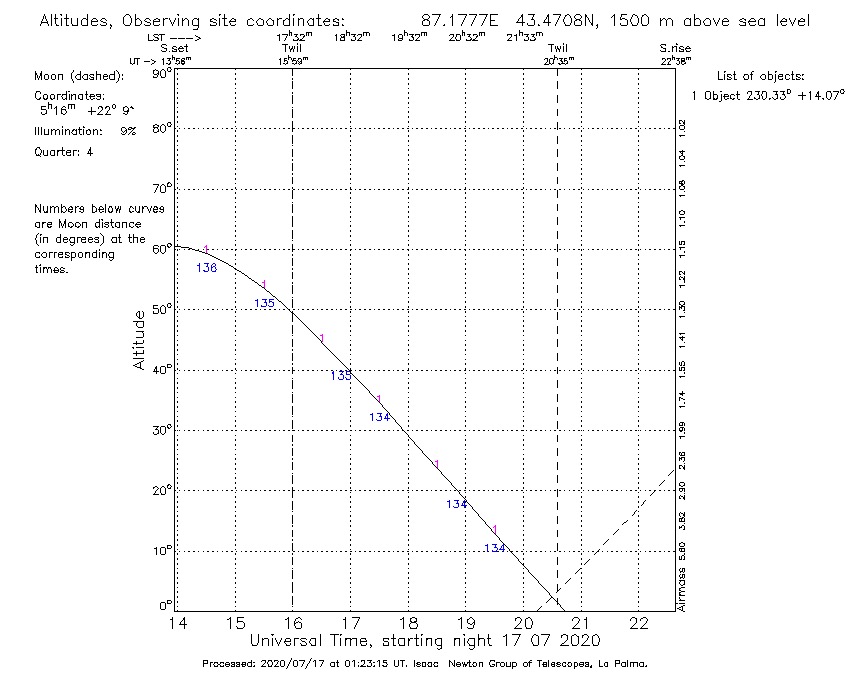 Altitudes, Observing site coordinates: 87.1777E 43.4708N, 1500 m above sea level
LST ---> 17h32m 18h32m 19h32m 20h32m 21h33m
S.set Twil Twil S.rise
UT -> 13h56m 15h59m 20h35m 22h38m
Moon (dashed):
Coordinates:
5h16m +22° 9'
Illumination: 9%
Quarter: 4
Numbers below curves
are Moon distance
(in degrees) at the
corresponding
times.
List of objects:
1 Object 230.33D +14.07°
90°
80°
70°
60°
50°
40°
30°
20°
10°
0°
Altitude
1
136
1
135
1
135
1
134
1
134
1
134
1.02
1.04
1.06
1.10
1.15
1.22
1.30
1.41
1.55
1.74
1.99
2.36
2.90
3.82
5.60
Airmass
14 15 16 17 18 19 20 21 22
Universal Time, starting night 17 07 2020
Processed: 2020/07/17 at 01:23:15 UT. Isaac Newton Group of Telescopes, La Palma.